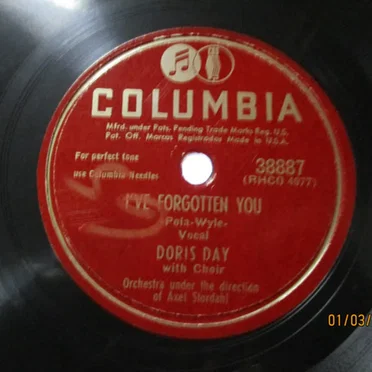 COLUMBIA
Mfrd. under Pats. Pending Trade Marks Reg. U.S.
Pat. Off. Marcas Registradas Made in U.S.A.
For perfect tone
use Columbia Needles
38887
(RHCO 4077)
I'VE FORGOTTEN YOU
-Pola-Wyle-
Vocal
DORIS DAY
with Choir
Orchestra under the direction
of Axel Stordahl
01/03/